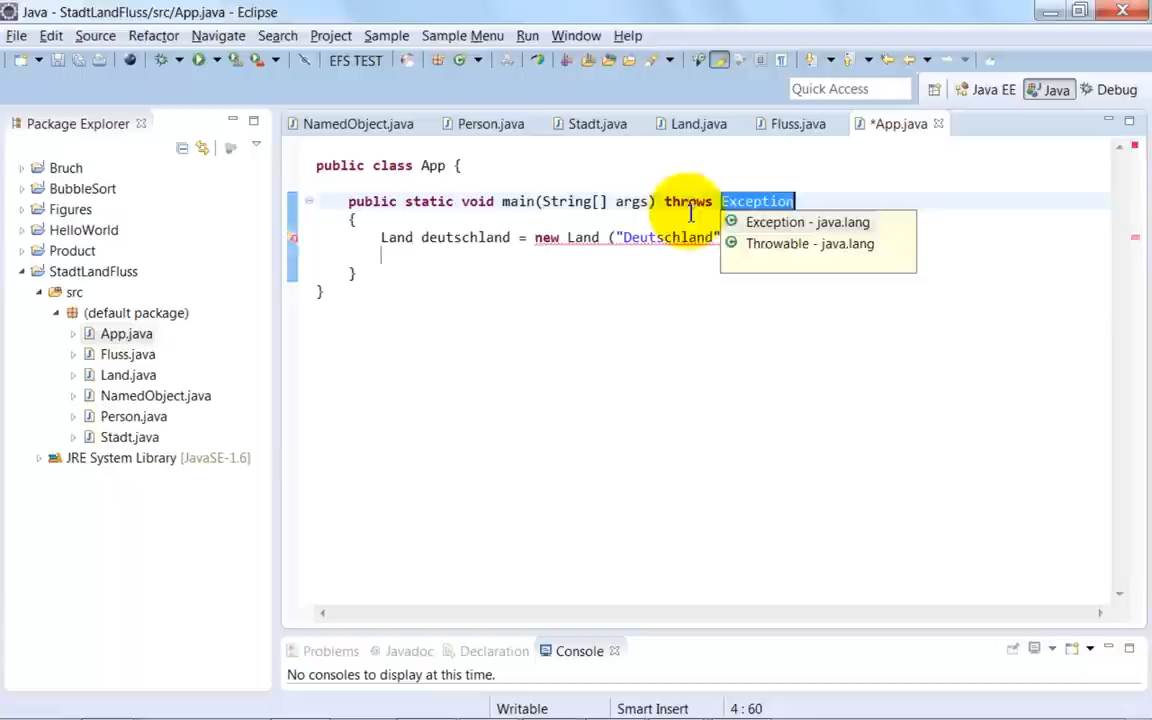 Java - StadtLandFluss/src/App.java - Eclipse
File Edit Source Refactor Navigate Search Project Sample Sample Menu Run Window Help
EFS TEST
Quick Access
Java EE
Java
Debug
Package Explorer
NamedObject.java
Person.java
Stadt.java
Land.java
Fluss.java
*App.java
Bruch
BubbleSort
Figures
HelloWorld
Product
StadtLandFluss
src
(default package)
App.java
Fluss.java
Land.java
NamedObject.java
Person.java
Stadt.java
JRE System Library [JavaSE-1.6]
public class App {
public static void main(String[] args) throws Exception
{
Land deutschland = new Land ("Deutschland"
}
}
Exception - java.lang
Throwable - java.lang
Problems
Javadoc
Declaration
Console
No consoles to display at this time.
Writable
Smart Insert
4 : 60